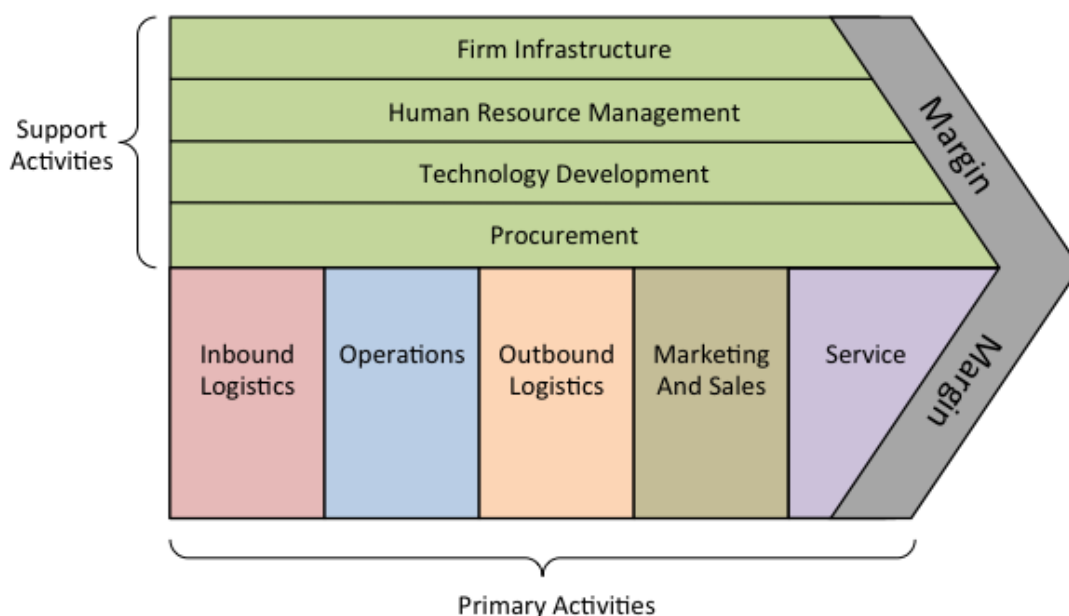 Firm Infrastructure
Human Resource Management
Support
Activities
Technology Development
Procurement
Margin
Inbound
Logistics
Operations
Outbound
Logistics
Marketing
And Sales
Service
Margin
Primary Activities